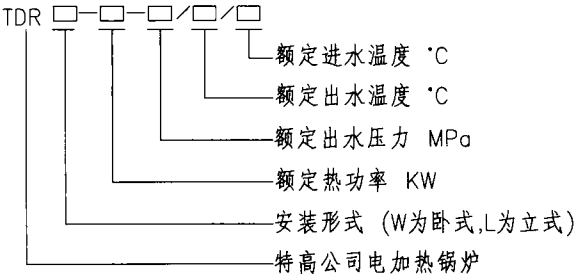 TDR □-□-□/□/□
额定进水温度 °C
额定出水温度 °C
额定出水压力 MPa
额定热功率 KW
安装形式 (W为卧式,L为立式)
特高公司电加热锅炉